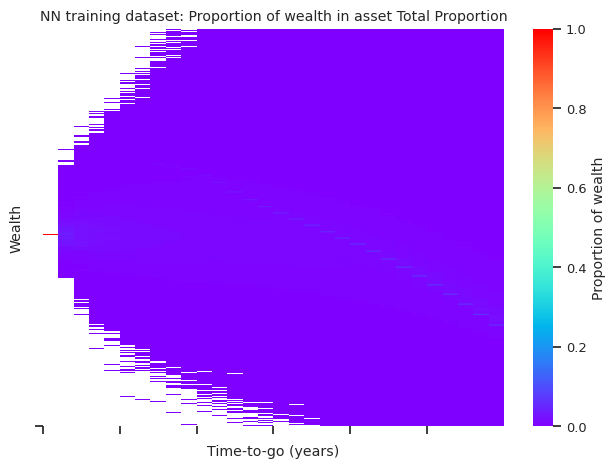 NN training dataset: Proportion of wealth in asset Total Proportion
Wealth
Time-to-go (years)
1.0
0.8
0.6
0.4
0.2
0.0
Proportion of wealth